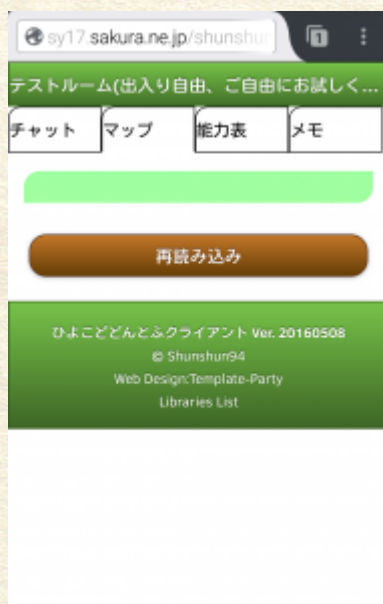 sy17.sakura.ne.jp/shunshun
1
テストルーム(出入り自由、ご自由にお試しく...
チャット マップ 能力表 メモ
再読み込み
ひよこどどんとふクライアント Ver. 20160508
© Shunshun94
Web Design:Template-Party
Libraries List